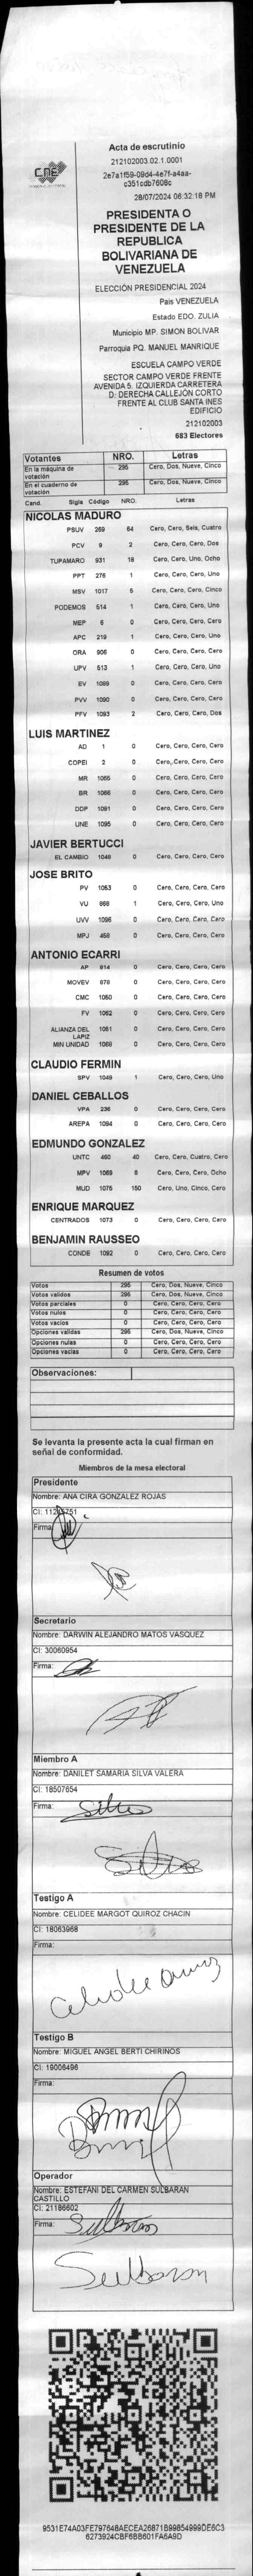 CNE
Acta de escrutinio
212102003.02.1.0001
2e7a1f59-09d4-4e7f-a4aa-
c351cdb7608c
28/07/2024 06:32:18 PM
PRESIDENTA O
PRESIDENTE DE LA
REPUBLICA
BOLIVARIANA DE
VENEZUELA
ELECCIÓN PRESIDENCIAL 2024
Pais VENEZUELA
Estado EDO. ZULIA
Municipio MP. SIMON BOLIVAR
Parroquia PQ. MANUEL MANRIQUE
ESCUELA CAMPO VERDE
SECTOR CAMPO VERDE FRENTE
AVENIDA 5. IZQUIERDA CARRETERA
D. DERECHA CALLEJÓN CORTO
FRENTE AL CLUB SANTA INES
EDIFICIO
212102003
683 Electores
Votantes NRO. Letras
En la máquina de votación 295 Cero, Dos, Nueve, Cinco
En el cuaderno de votación 295 Cero, Dos, Nueve, Cinco
Cand. Sigla Código NRO. Letras
NICOLAS MADURO
PSUV 269 64 Cero, Cero, Seis, Cuatro
PCV 9 2 Cero, Cero, Cero, Dos
TUPAMARO 931 18 Cero, Cero, Uno, Ocho
PPT 276 1 Cero, Cero, Cero, Uno
MSV 1017 5 Cero, Cero, Cero, Cinco
PODEMOS 514 1 Cero, Cero, Cero, Uno
MEP 6 0 Cero, Cero, Cero, Cero
APC 219 1 Cero, Cero, Cero, Uno
ORA 906 0 Cero, Cero, Cero, Cero
UPV 513 1 Cero, Cero, Cero, Uno
EV 1089 0 Cero, Cero, Cero, Cero
PVV 1090 0 Cero, Cero, Cero, Cero
PFV 1093 2 Cero, Cero, Cero, Dos
LUIS MARTINEZ
AD 1 0 Cero, Cero, Cero, Cero
COPEI 2 0 Cero, Cero, Cero, Cero
MR 1065 0 Cero, Cero, Cero, Cero
BR 1066 0 Cero, Cero, Cero, Cero
DDP 1091 0 Cero, Cero, Cero, Cero
UNE 1095 0 Cero, Cero, Cero, Cero
JAVIER BERTUCCI
EL CAMBIO 1048 0 Cero, Cero, Cero, Cero
JOSE BRITO
PV 1053 0 Cero, Cero, Cero, Cero
VU 868 1 Cero, Cero, Cero, Uno
UVV 1096 0 Cero, Cero, Cero, Cero
MPJ 458 0 Cero, Cero, Cero, Cero
ANTONIO ECARRI
AP 814 0 Cero, Cero, Cero, Cero
MOVEV 878 0 Cero, Cero, Cero, Cero
CMC 1050 0 Cero, Cero, Cero, Cero
FV 1062 0 Cero, Cero, Cero, Cero
ALIANZA DEL LAPIZ 1061 0 Cero, Cero, Cero, Cero
MIN UNIDAD 1068 0 Cero, Cero, Cero, Cero
CLAUDIO FERMIN
SPV 1049 1 Cero, Cero, Cero, Uno
DANIEL CEBALLOS
VPA 236 0 Cero, Cero, Cero, Cero
AREPA 1094 0 Cero, Cero, Cero, Cero
EDMUNDO GONZALEZ
UNTC 460 40 Cero, Cero, Cuatro, Cero
MPV 1069 8 Cero, Cero, Cero, Ocho
MUD 1075 150 Cero, Uno, Cinco, Cero
ENRIQUE MARQUEZ
CENTRADOS 1073 0 Cero, Cero, Cero, Cero
BENJAMIN RAUSSEO
CONDE 1092 0 Cero, Cero, Cero, Cero
Resumen de votos
Votos 295 Cero, Dos, Nueve, Cinco
Votos validos 295 Cero, Dos, Nueve, Cinco
Votos parciales 0 Cero, Cero, Cero, Cero
Votos nulos 0 Cero, Cero, Cero, Cero
Votos vacios 0 Cero, Cero, Cero, Cero
Opciones validas 295 Cero, Dos, Nueve, Cinco
Opciones nulas 0 Cero, Cero, Cero, Cero
Opciones vacias 0 Cero, Cero, Cero, Cero
Observaciones:
Se levanta la presente acta la cual firman en
señal de conformidad.
Miembros de la mesa electoral
Presidente
Nombre: ANA CIRA GONZALEZ ROJAS
CI:
Firma:
Secretario
Nombre: DARWIN ALEJANDRO MATOS VASQUEZ
CI: 30060954
Firma:
Miembro A
Nombre: DANILET SAMARIA SILVA VALERA
CI: 18507654
Firma:
Testigo A
Nombre: CELIDEE MARGOT QUIROZ CHACIN
CI: 18063968
Firma:
Celidee Quiroz
Testigo B
Nombre: MIGUEL ANGEL BERTI CHIRINOS
CI: 19006496
Firma:
Operador
Nombre: ESTEFANI DEL CARMEN SULBARAN
CASTILLO
CI: 21186602
Firma: Sulbaran
Sulbaran
9531E74A03FE797648AECEA26871B99854999DE6C3
6273924CBF6BB601FA6A9D